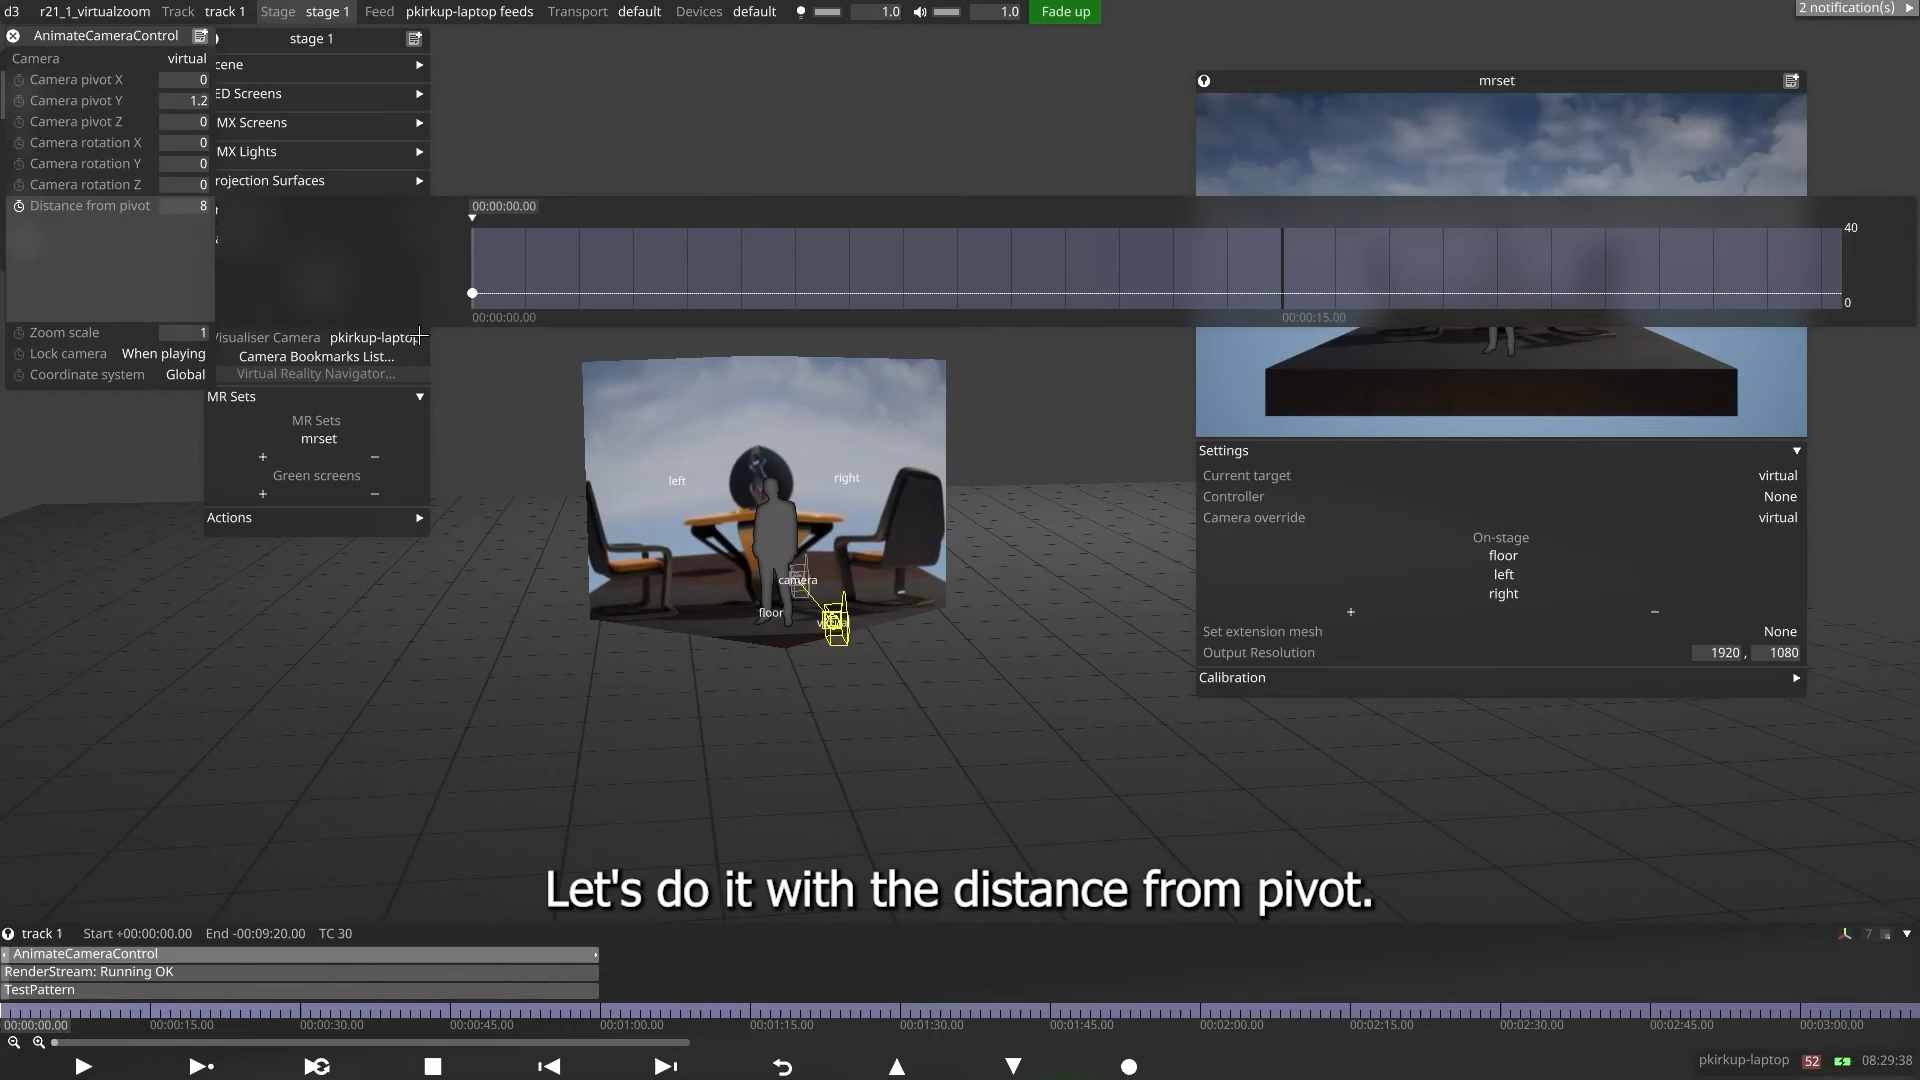 d3 r21_1_virtualzoom Track track 1 Stage stage 1 Feed pkirkup-laptop feeds Transport default Devices default 1.0 1.0 Fade up 2 notification(s)
AnimateCameraControl
Camera virtual
Camera pivot X 0
Camera pivot Y 1.2
Camera pivot Z 0
Camera rotation X 0
Camera rotation Y 0
Camera rotation Z 0
Distance from pivot 8
Zoom scale 1
Lock camera When playing
Coordinate system Global
stage 1
cene
ED Screens
MX Screens
MX Lights
rojection Surfaces
Visualiser Camera pkirkup-laptop
Camera Bookmarks List...
Virtual Reality Navigator...
MR Sets
MR Sets
mrset
+ −
Green screens
+ −
Actions
00:00:00.00
40
0
00:00:00.00 00:00:15.00
left right
camera
floor
mrset
Settings
Current target virtual
Controller None
Camera override virtual
On-stage
floor
left
right
+ −
Set extension mesh None
Output Resolution 1920 , 1080
Calibration
Let's do it with the distance from pivot.
track 1 Start +00:00:00.00 End -00:09:20.00 TC 30 7
AnimateCameraControl
RenderStream: Running OK
TestPattern
00:00:00.00 00:00:15.00 00:00:30.00 00:00:45.00 00:01:00.00 00:01:15.00 00:01:30.00 00:01:45.00 00:02:00.00 00:02:15.00 00:02:30.00 00:02:45.00 00:03:00.00
pkirkup-laptop 52 08:29:38